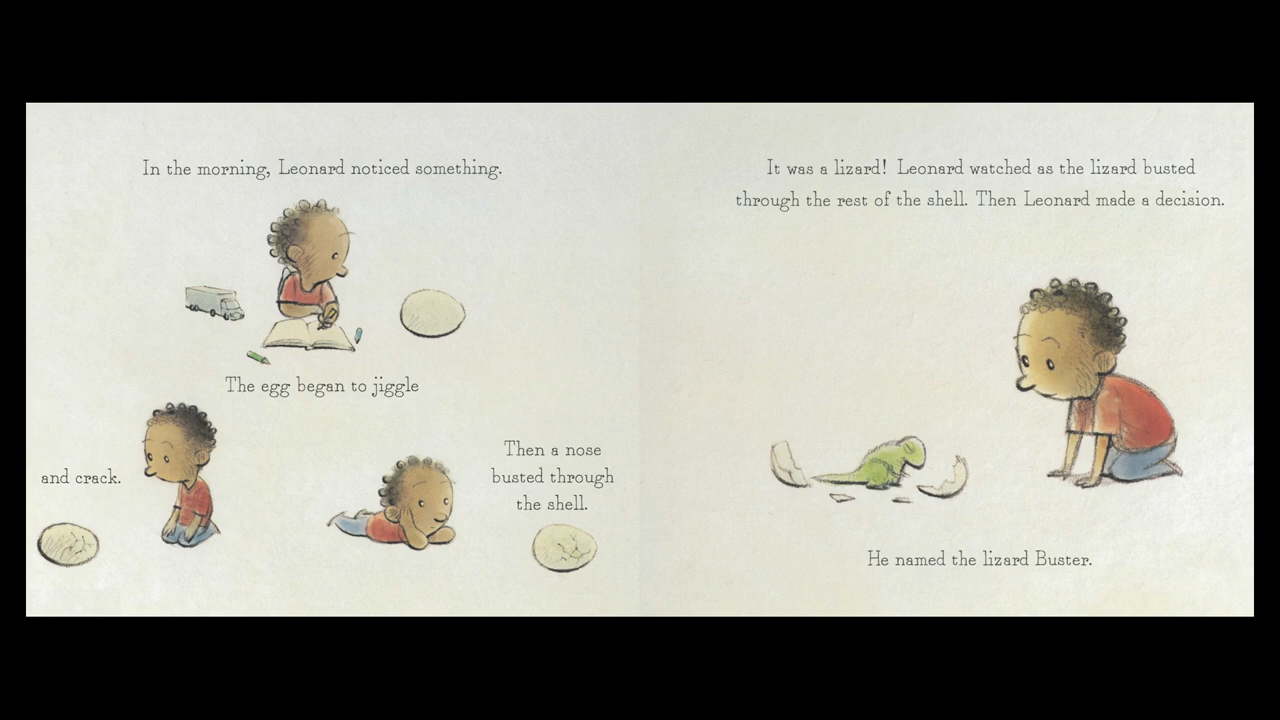 In the morning, Leonard noticed something.
The egg began to jiggle
and crack.
Then a nose
busted through
the shell.
It was a lizard! Leonard watched as the lizard busted
through the rest of the shell. Then Leonard made a decision.
He named the lizard Buster.